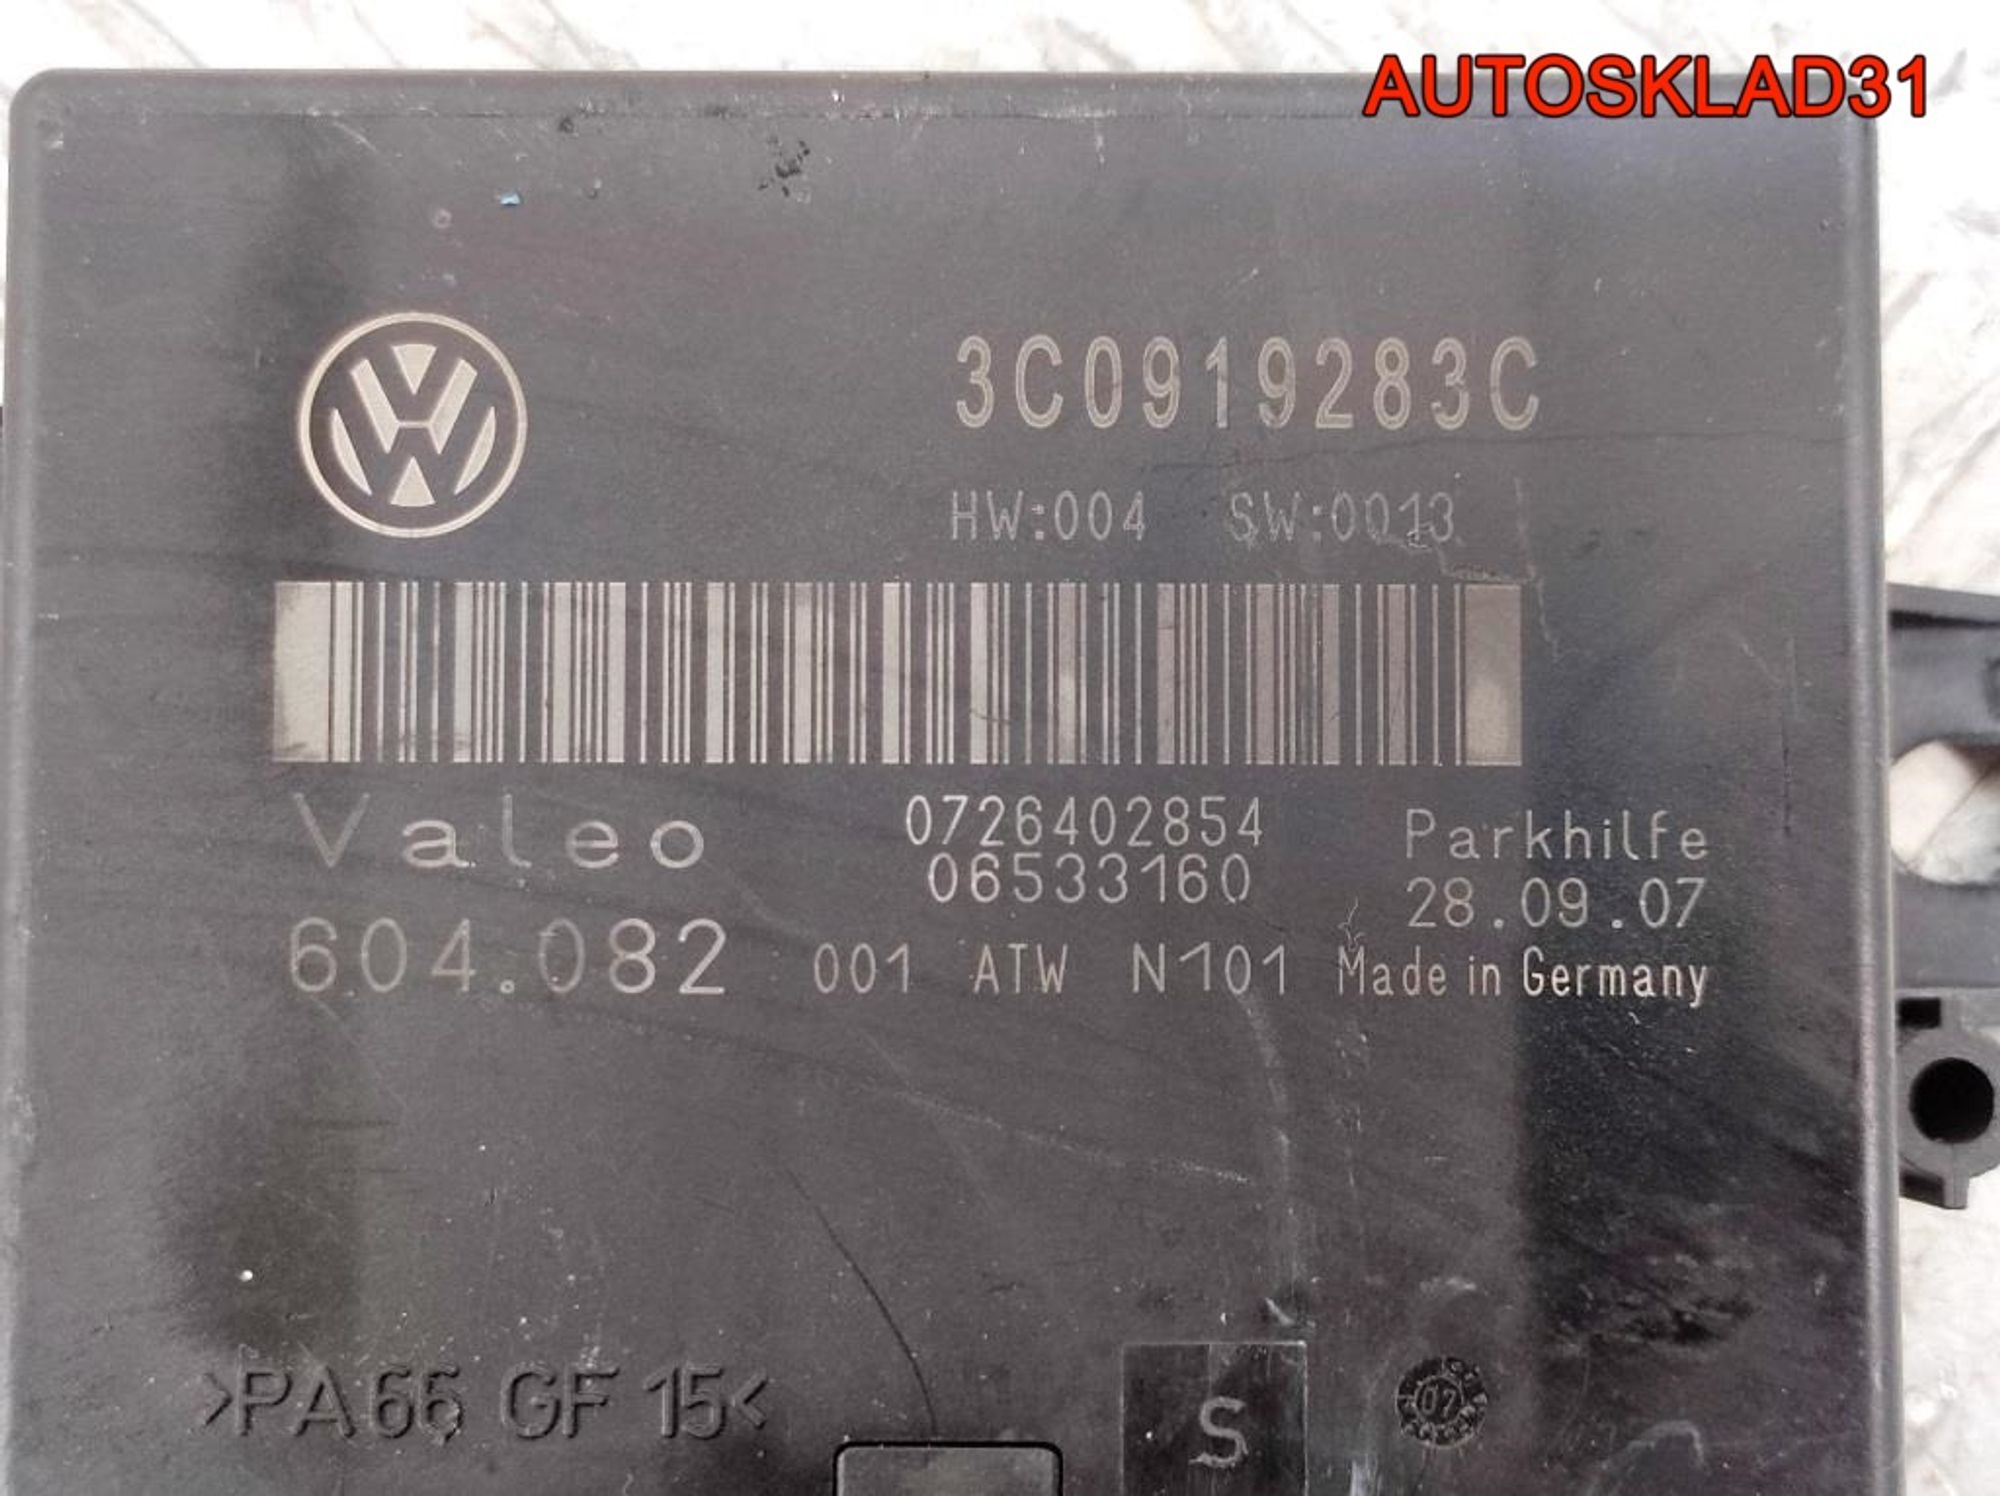 AUTOSKLAD31
3C0919283C
HW:004 SW:0013
Valeo 0726402854 Parkhilfe
06533160 28.09.07
604.082 001 ATW N101 Made in Germany
>PA66 GF 15<
S
07